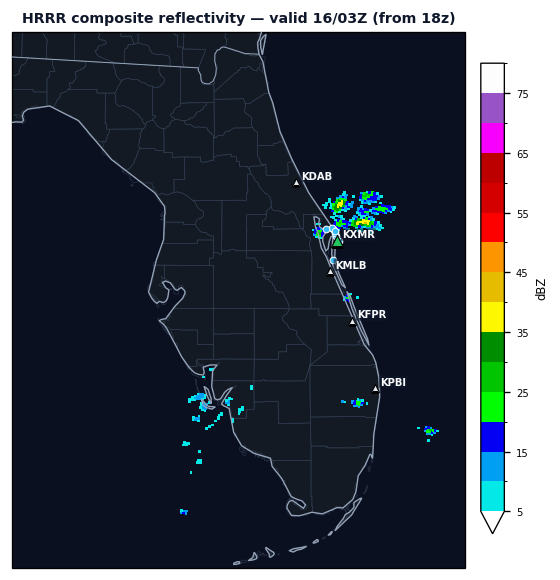 HRRR composite reflectivity — valid 16/03Z (from 18z)
KDAB
KXMR
KMLB
KFPR
KPBI
75
65
55
45
35
25
15
5
dBZ